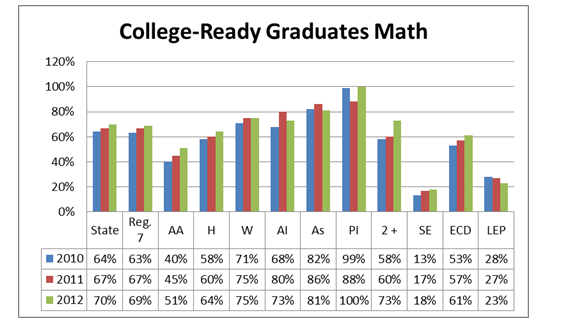 College-Ready Graduates Math
120%
100%
80%
60%
40%
20%
0%
State Reg. 7 AA H W AI As PI 2 + SE ECD LEP
2010 64% 63% 40% 58% 71% 68% 82% 99% 58% 13% 53% 28%
2011 67% 67% 45% 60% 75% 80% 86% 88% 60% 17% 57% 27%
2012 70% 69% 51% 64% 75% 73% 81% 100% 73% 18% 61% 23%